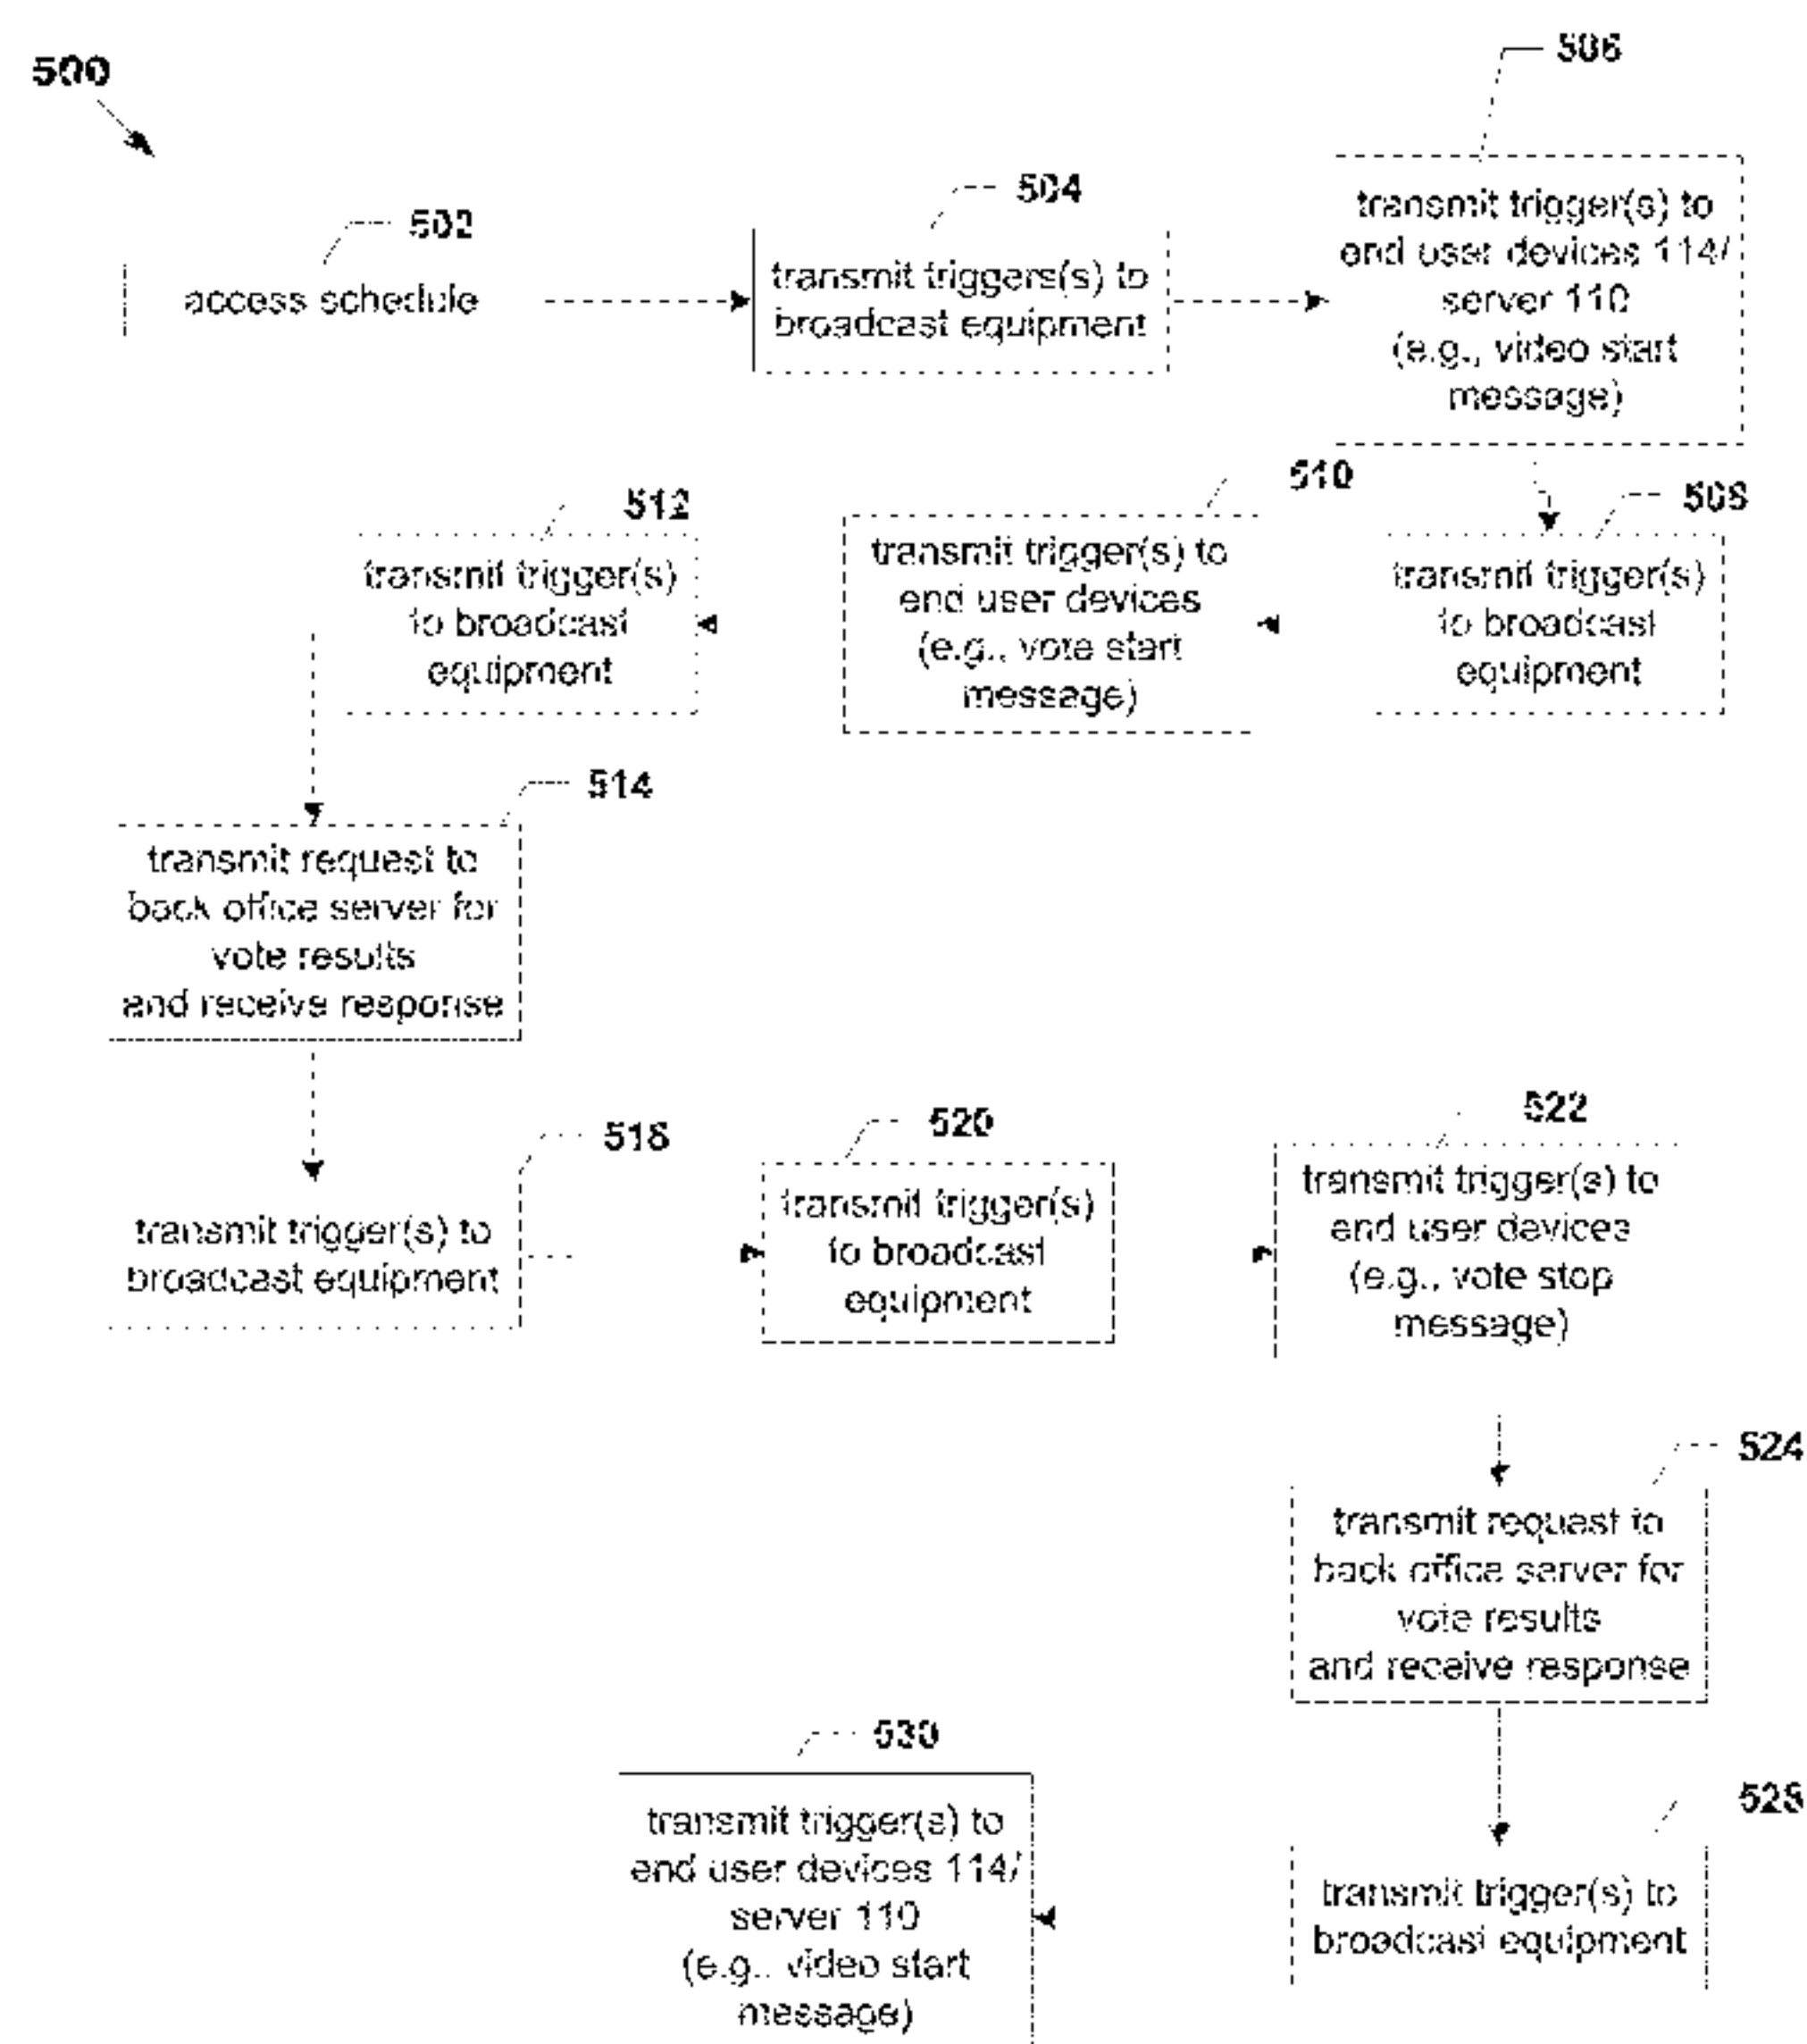 500
502
access schedule
504
transmit triggers(s) to
broadcast equipment
506
transmit trigger(s) to
end user devices 114/
server 110
(e.g., video start
message)
508
transmit trigger(s)
to broadcast
equipment
510
transmit trigger(s) to
end user devices
(e.g., vote start
message)
512
transmit trigger(s)
to broadcast
equipment
514
transmit request to
back office server for
vote results
and receive response
518
transmit trigger(s) to
broadcast equipment
520
transmit trigger(s)
to broadcast
equipment
522
transmit trigger(s) to
end user devices
(e.g., vote stop
message)
524
transmit request to
back office server for
vote results
and receive response
528
transmit trigger(s) to
broadcast equipment
530
transmit trigger(s) to
end user devices 114/
server 110
(e.g., video start
message)